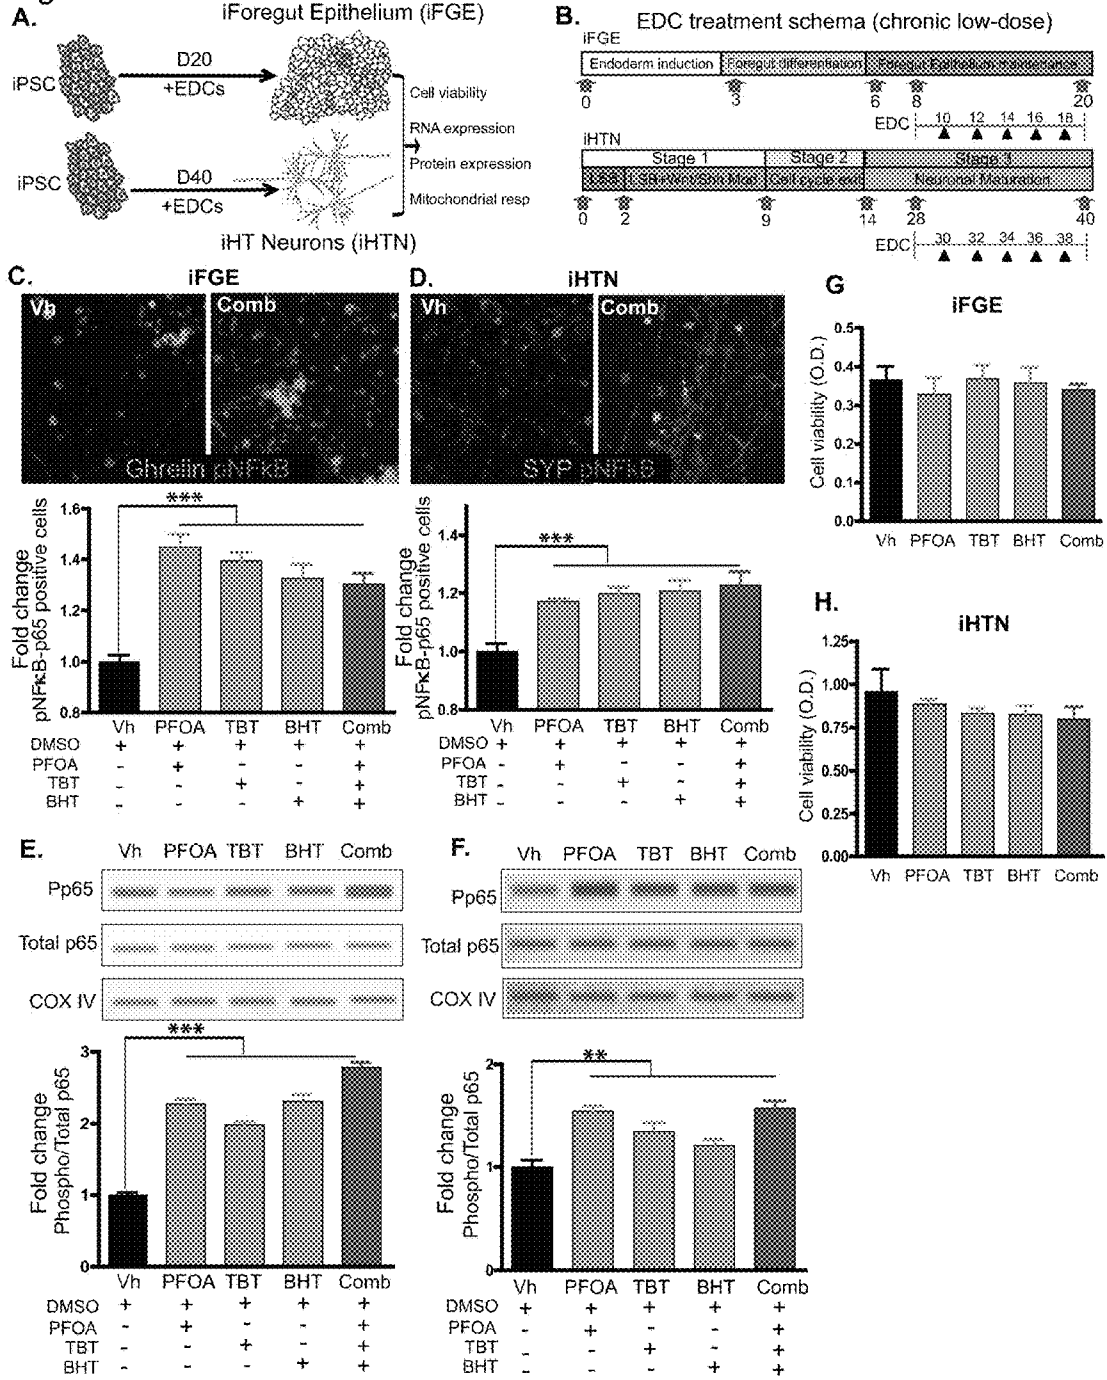 A.
iForegut Epithelium (iFGE)
iPSC
D20
+EDCs
iPSC
D40
+EDCs
Cell viability
RNA expression
Protein expression
Mitochondrial resp
iHT Neurons (iHTN)
B.
EDC treatment schema (chronic low-dose)
iFGE
Endoderm induction
Foregut differentiation
Foregut Epithelium maintenance
0 3 6 8 20
EDC 10 12 14 16 18
iHTN
Stage 1 Stage 2 Stage 3
Cell cycle exit
Neuronal Maturation
0 2 9 14 28 40
EDC 30 32 34 36 38
C.
iFGE
Vh Comb
Ghrelin pNFkB
***
Fold change
pNFκB-p65 positive cells
1.6
1.4
1.2
1.0
0.8
Vh PFOA TBT BHT Comb
DMSO + + + + +
PFOA - + - - +
TBT - - + - +
BHT - - - + +
D.
iHTN
Vh Comb
SYP pNFkB
***
Fold change
pNFκB-p65 positive cells
1.4
1.2
1.0
0.8
Vh PFOA TBT BHT Comb
DMSO + + + + +
PFOA - + - - +
TBT - - + - +
BHT - - - + +
E.
Vh PFOA TBT BHT Comb
Pp65
Total p65
COX IV
***
Fold change
Phospho/Total p65
3
2
1
0
Vh PFOA TBT BHT Comb
DMSO + + + + +
PFOA - + - - +
TBT - - + - +
BHT - - - + +
F.
Vh PFOA TBT BHT Comb
Pp65
Total p65
COX IV
**
Fold change
Phospho/Total p65
2
1
0
Vh PFOA TBT BHT Comb
DMSO + + + + +
PFOA - + - - +
TBT - - + - +
BHT - - - + +
G
iFGE
Cell viability (O.D.)
0.5
0.4
0.3
0.2
0.1
0.0
Vh PFOA TBT BHT Comb
H.
iHTN
Cell viability (O.D.)
1.25
1.00
0.75
0.50
0.25
0.00
Vh PFOA TBT BHT Comb